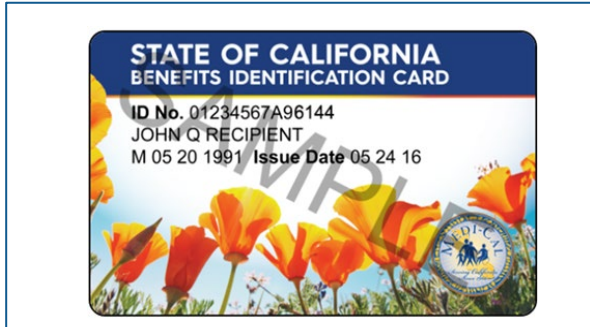 STATE OF CALIFORNIA
BENEFITS IDENTIFICATION CARD
ID No. 01234567A96144
JOHN Q RECIPIENT
M 05 20 1991 Issue Date 05 24 16
SAMPLE
MEDI-CAL